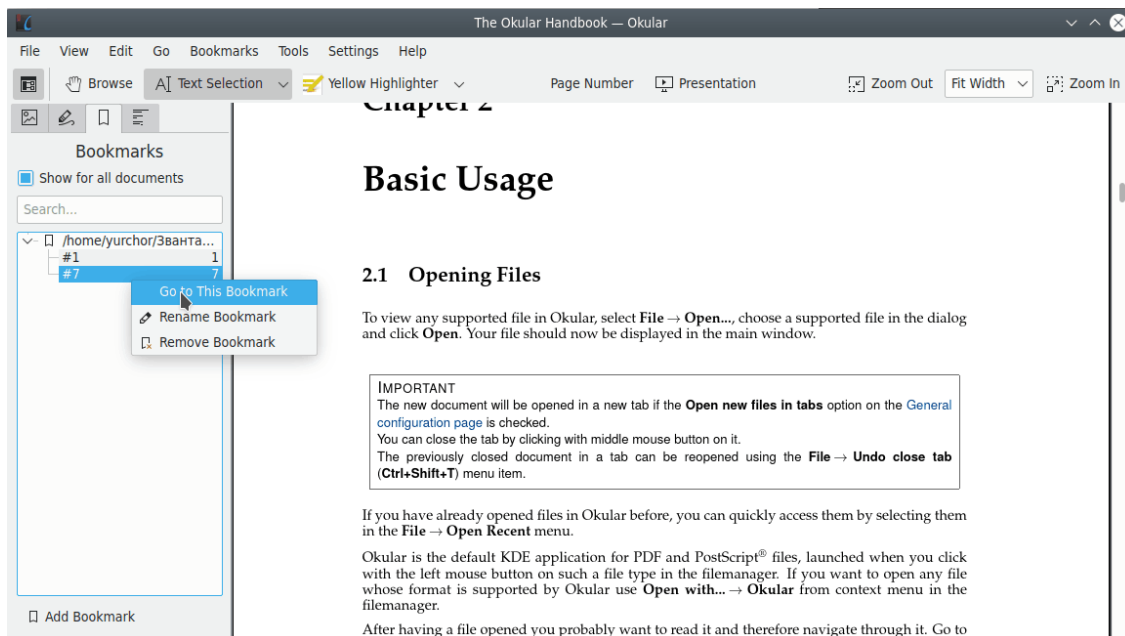 The Okular Handbook — Okular
File View Edit Go Bookmarks Tools Settings Help
Browse Text Selection Yellow Highlighter Page Number Presentation Zoom Out Fit Width Zoom In
Bookmarks
Show for all documents
Search...
/home/yurchor/Званта...
#1 1
#7 7
Go to This Bookmark
Rename Bookmark
Remove Bookmark
Add Bookmark
Chapter 2
Basic Usage
2.1 Opening Files
To view any supported file in Okular, select File → Open..., choose a supported file in the dialog
and click Open. Your file should now be displayed in the main window.
IMPORTANT
The new document will be opened in a new tab if the Open new files in tabs option on the General
configuration page is checked.
You can close the tab by clicking with middle mouse button on it.
The previously closed document in a tab can be reopened using the File → Undo close tab
(Ctrl+Shift+T) menu item.
If you have already opened files in Okular before, you can quickly access them by selecting them
in the File → Open Recent menu.
Okular is the default KDE application for PDF and PostScript® files, launched when you click
with the left mouse button on such a file type in the filemanager. If you want to open any file
whose format is supported by Okular use Open with... → Okular from context menu in the
filemanager.
After having a file opened you probably want to read it and therefore navigate through it. Go to